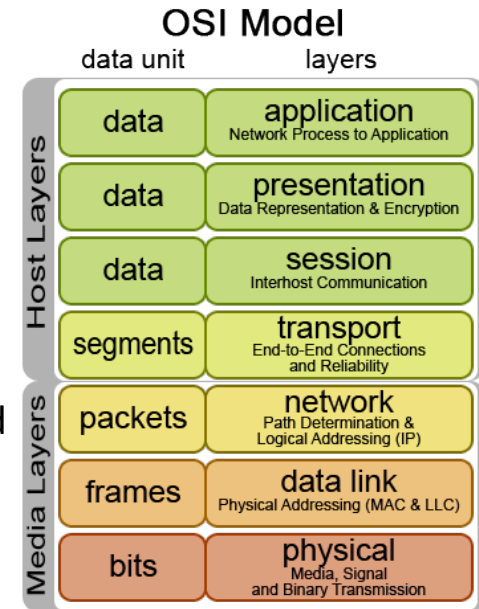 OSI Model
data unit layers
Host Layers
data application
Network Process to Application
data presentation
Data Representation & Encryption
data session
Interhost Communication
segments transport
End-to-End Connections
and Reliability
Media Layers
d
packets network
Path Determination &
Logical Addressing (IP)
frames data link
Physical Addressing (MAC & LLC)
bits physical
Media, Signal
and Binary Transmission